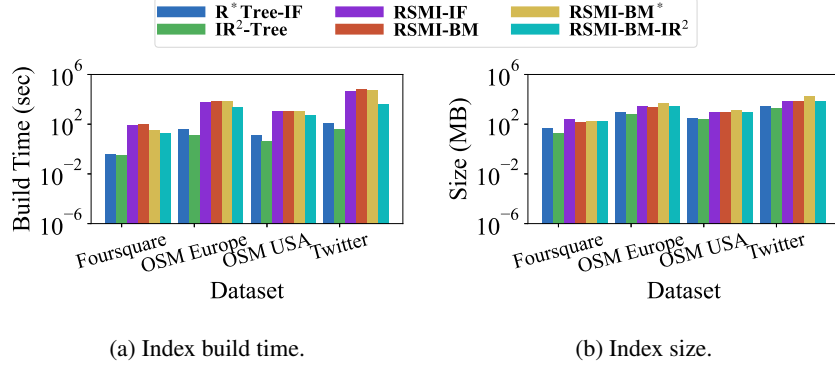 R* Tree-IF RSMI-IF RSMI-BM*
IR²-Tree RSMI-BM RSMI-BM-IR²
Build Time (sec)
10⁶
10²
10⁻²
10⁻⁶
Foursquare OSM Europe OSM USA Twitter
Dataset
(a) Index build time.
Size (MB)
10⁶
10²
10⁻²
10⁻⁶
Foursquare OSM Europe OSM USA Twitter
Dataset
(b) Index size.